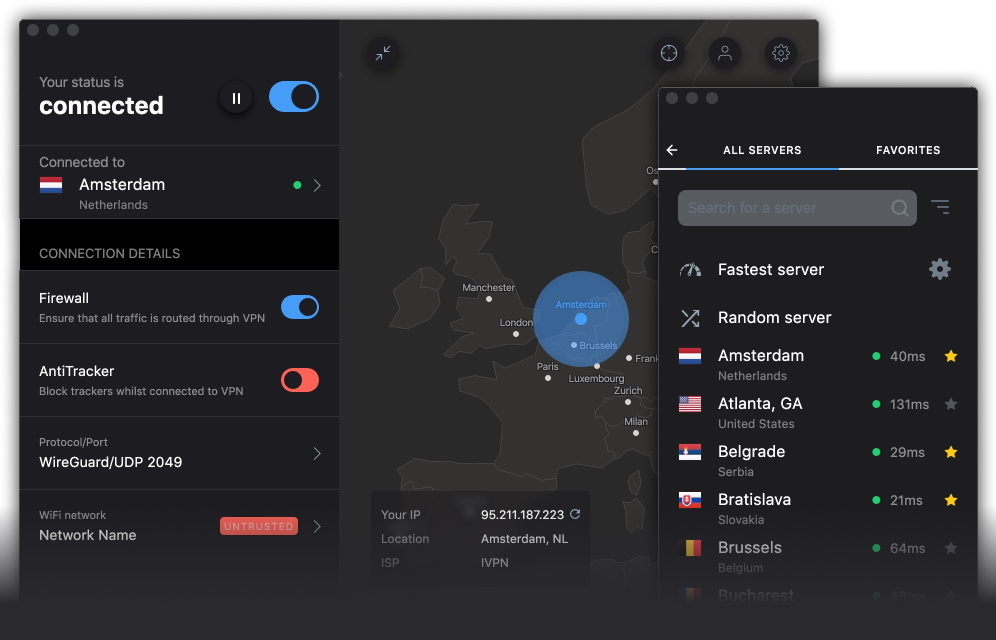 Your status is
connected
Connected to
Amsterdam
Netherlands
CONNECTION DETAILS
Firewall
Ensure that all traffic is routed through VPN
AntiTracker
Block trackers whilst connected to VPN
Protocol/Port
WireGuard/UDP 2049
WiFi network
Network Name
UNTRUSTED
Os
C
Manchester
Amsterdam
London
Brussels
Frank
Paris
Luxembourg
Zurich
Milan
Your IP 95.211.187.223
Location Amsterdam, NL
ISP IVPN
ALL SERVERS FAVORITES
Search for a server
Fastest server
Random server
Amsterdam 40ms
Netherlands
Atlanta, GA 131ms
United States
Belgrade 29ms
Serbia
Bratislava 21ms
Slovakia
Brussels 64ms
Belgium
Bucharest 49ms